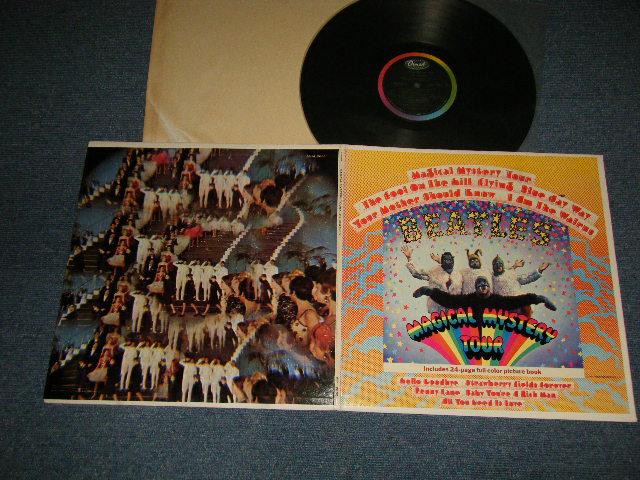 Capitol
Magical Mystery Tour
The Fool On The Hill Flying Blue Jay Way
Your Mother Should Know I Am The Walrus
BEATLES
MAGICAL MYSTERY
TOUR
Includes 24-page full color picture book
Hello Goodbye Strawberry Fields Forever
Penny Lane Baby You're A Rich Man
All You Need Is Love